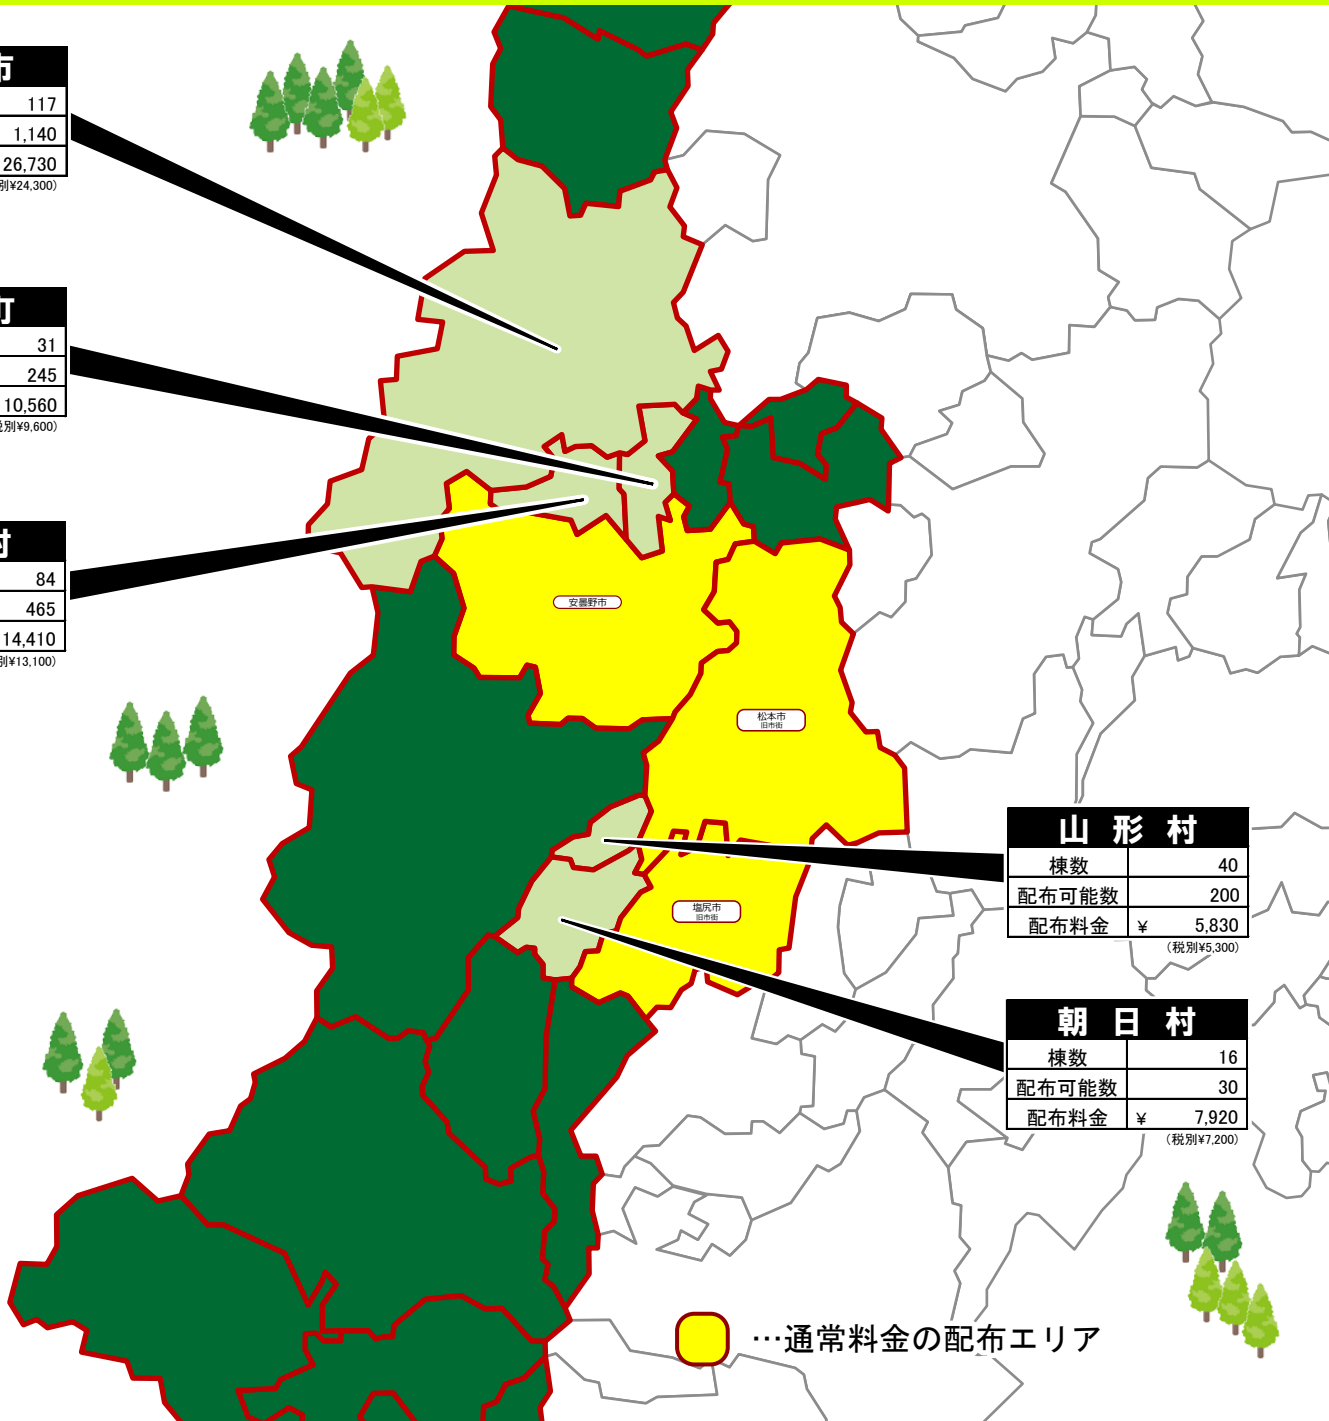 市
117
1,140
26,730
別¥24,300)
町
31
245
10,560
税別¥9,600)
村
84
465
14,410
別¥13,100)
安曇野市
松本市
旧市街
塩尻市
旧市街
山 形 村
棟数 40
配布可能数 200
配布料金 ¥ 5,830
(税別¥5,300)
朝 日 村
棟数 16
配布可能数 30
配布料金 ¥ 7,920
(税別¥7,200)
…通常料金の配布エリア